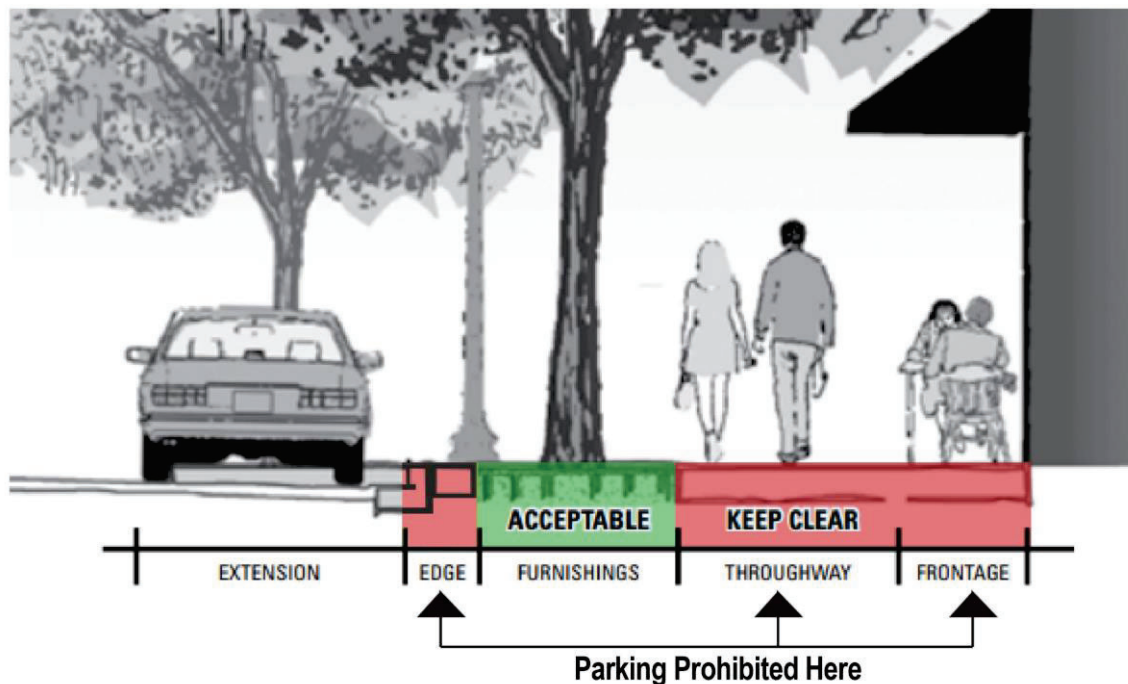 ACCEPTABLE KEEP CLEAR
EXTENSION EDGE FURNISHINGS THROUGHWAY FRONTAGE
Parking Prohibited Here